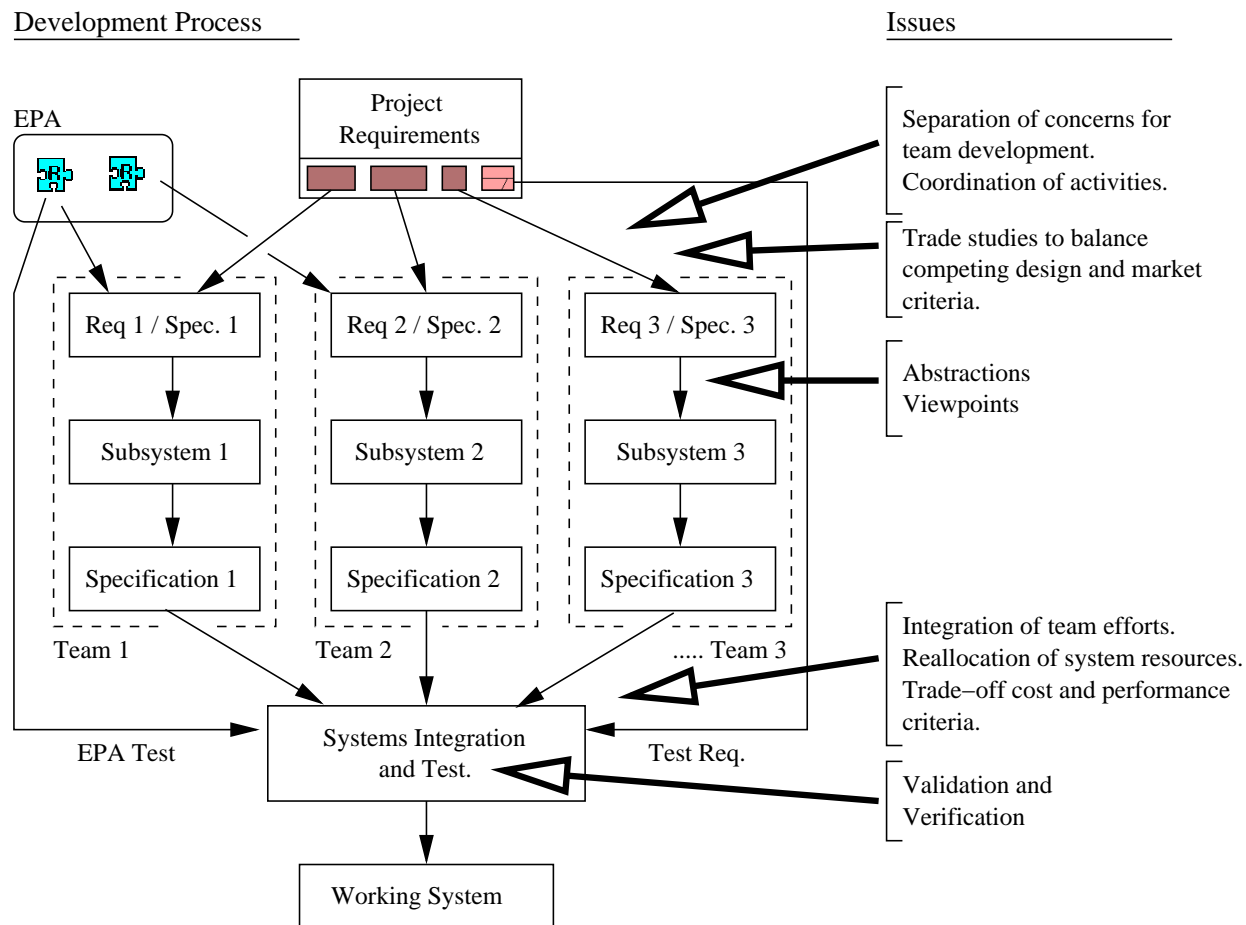 Development Process
Issues
EPA
R
R
Project
Requirements
Separation of concerns for
team development.
Coordination of activities.
Trade studies to balance
competing design and market
criteria.
Req 1 / Spec. 1
Req 2 / Spec. 2
Req 3 / Spec. 3
Abstractions
Viewpoints
Subsystem 1
Subsystem 2
Subsystem 3
Specification 1
Specification 2
Specification 3
Team 1
Team 2
..... Team 3
Integration of team efforts.
Reallocation of system resources.
Trade−off cost and performance
criteria.
EPA Test
Systems Integration
and Test.
Test Req.
Validation and
Verification
Working System